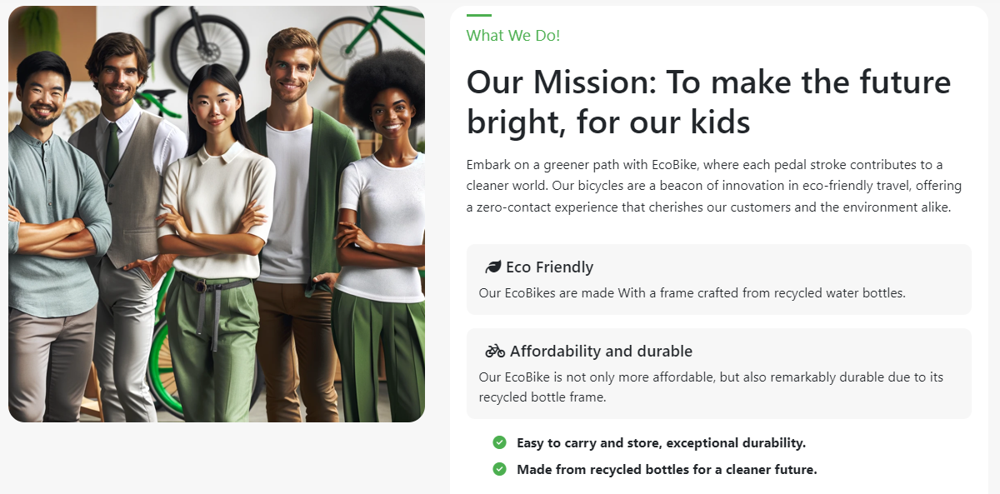 What We Do!
Our Mission: To make the future
bright, for our kids
Embark on a greener path with EcoBike, where each pedal stroke contributes to a
cleaner world. Our bicycles are a beacon of innovation in eco-friendly travel, offering
a zero-contact experience that cherishes our customers and the environment alike.
Eco Friendly
Our EcoBikes are made With a frame crafted from recycled water bottles.
Affordability and durable
Our EcoBike is not only more affordable, but also remarkably durable due to its
recycled bottle frame.
Easy to carry and store, exceptional durability.
Made from recycled bottles for a cleaner future.